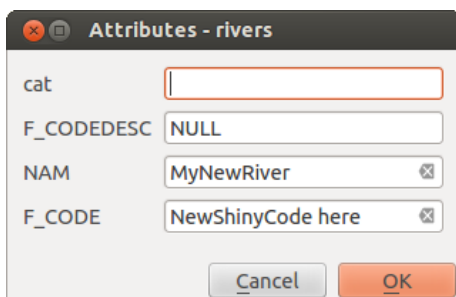 Attributes - rivers
cat
F_CODEDESC NULL
NAM MyNewRiver
F_CODE NewShinyCode here
Cancel OK